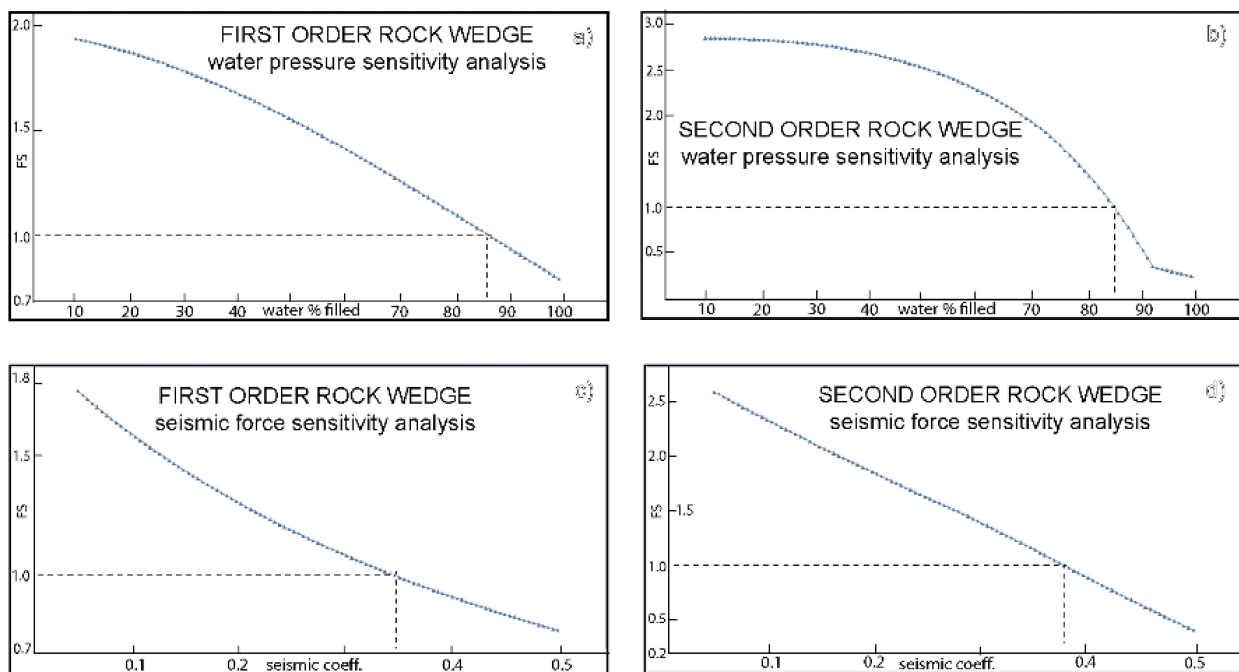 2.0
FIRST ORDER ROCK WEDGE
water pressure sensitivity analysis
a)
1.5
FS
1.0
0.7
10 20 30 40 water % filled 70 80 90 100
3.0
b)
2.5
2.0
SECOND ORDER ROCK WEDGE
water pressure sensitivity analysis
FS
1.0
0.5
10 20 30 40 water % filled 70 80 90 100
1.8
FIRST ORDER ROCK WEDGE
seismic force sensitivity analysis
c)
1.5
FS
1.0
0.7
0.1 0.2 seismic coeff. 0.4 0.5
2.5
SECOND ORDER ROCK WEDGE
seismic force sensitivity analysis
d)
2.0
FS
1.5
1.0
0.5
0.2
0.1 0.2 seismic coeff. 0.4 0.5